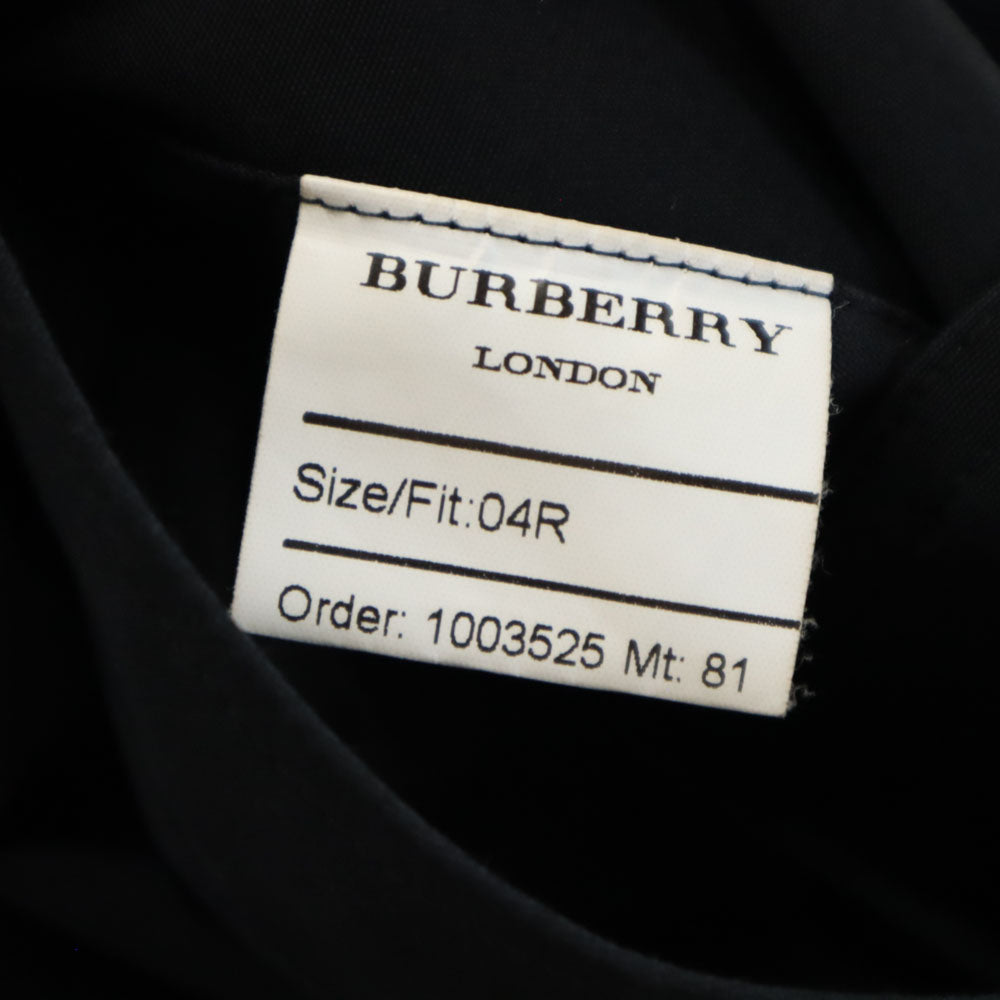 BURBERRY
LONDON
Size/Fit:04R
Order: 1003525 Mt: 81